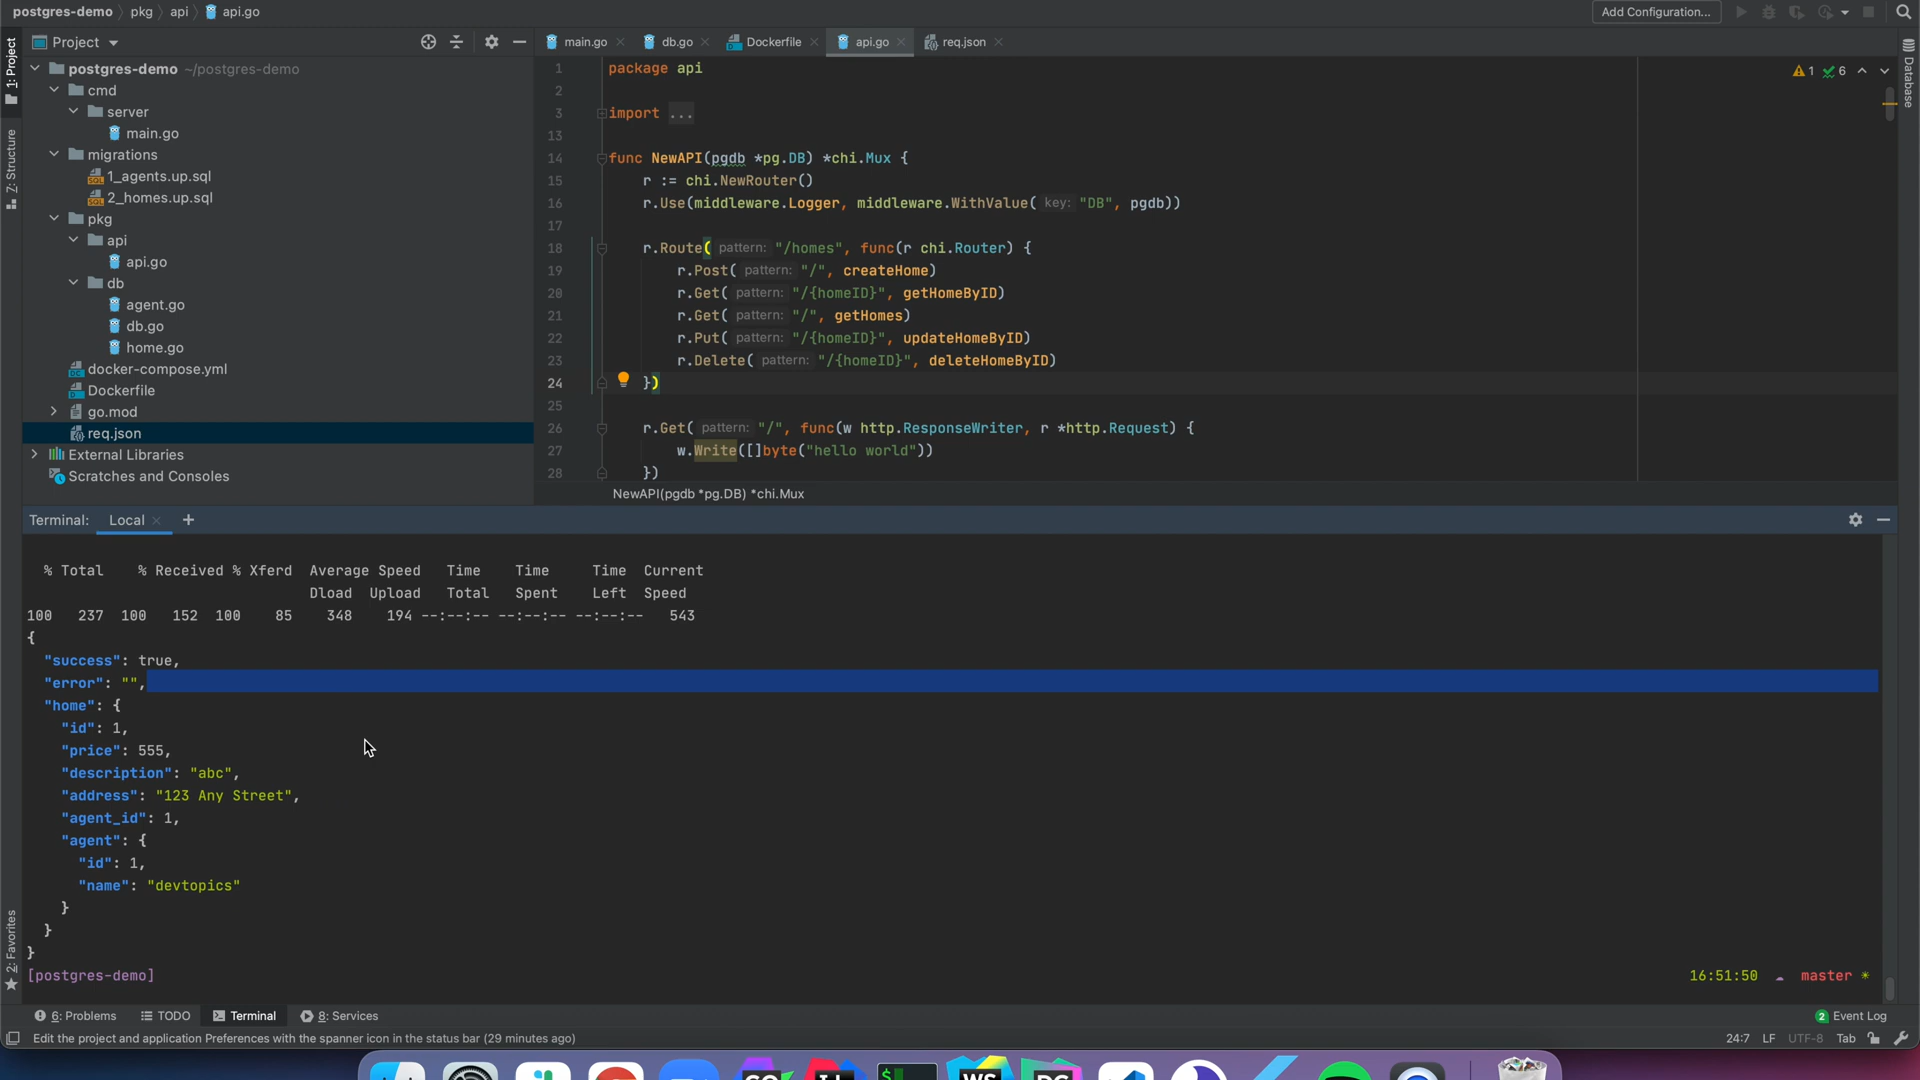 postgres-demo pkg api api.go
Add Configuration...
Project
main.go
db.go
Dockerfile
api.go
req.json
1: Project
Z: Structure
2: Favorites
Database
postgres-demo ~/postgres-demo
cmd
server
main.go
migrations
1_agents.up.sql
2_homes.up.sql
pkg
api
api.go
db
agent.go
db.go
home.go
docker-compose.yml
Dockerfile
go.mod
req.json
External Libraries
Scratches and Consoles
1 package api
2
3 import ...
13
14 func NewAPI(pgdb *pg.DB) *chi.Mux {
15 r := chi.NewRouter()
16 r.Use(middleware.Logger, middleware.WithValue( key: "DB", pgdb))
17
18 r.Route( pattern: "/homes", func(r chi.Router) {
19 r.Post( pattern: "/", createHome)
20 r.Get( pattern: "/{homeID}", getHomeByID)
21 r.Get( pattern: "/", getHomes)
22 r.Put( pattern: "/{homeID}", updateHomeByID)
23 r.Delete( pattern: "/{homeID}", deleteHomeByID)
24 })
25
26 r.Get( pattern: "/", func(w http.ResponseWriter, r *http.Request) {
27 w.Write([]byte("hello world"))
28 })
1 6
NewAPI(pgdb *pg.DB) *chi.Mux
Terminal: Local +
% Total % Received % Xferd Average Speed Time Time Time Current
Dload Upload Total Spent Left Speed
100 237 100 152 100 85 348 194 --:--:-- --:--:-- --:--:-- 543
{
"success": true,
"error": "",
"home": {
"id": 1,
"price": 555,
"description": "abc",
"address": "123 Any Street",
"agent_id": 1,
"agent": {
"id": 1,
"name": "devtopics"
}
}
}
[postgres-demo] 16:51:50 master *
6: Problems TODO Terminal 8: Services 2 Event Log
Edit the project and application Preferences with the spanner icon in the status bar (29 minutes ago) 24:7 LF UTF-8 Tab
GO
WS